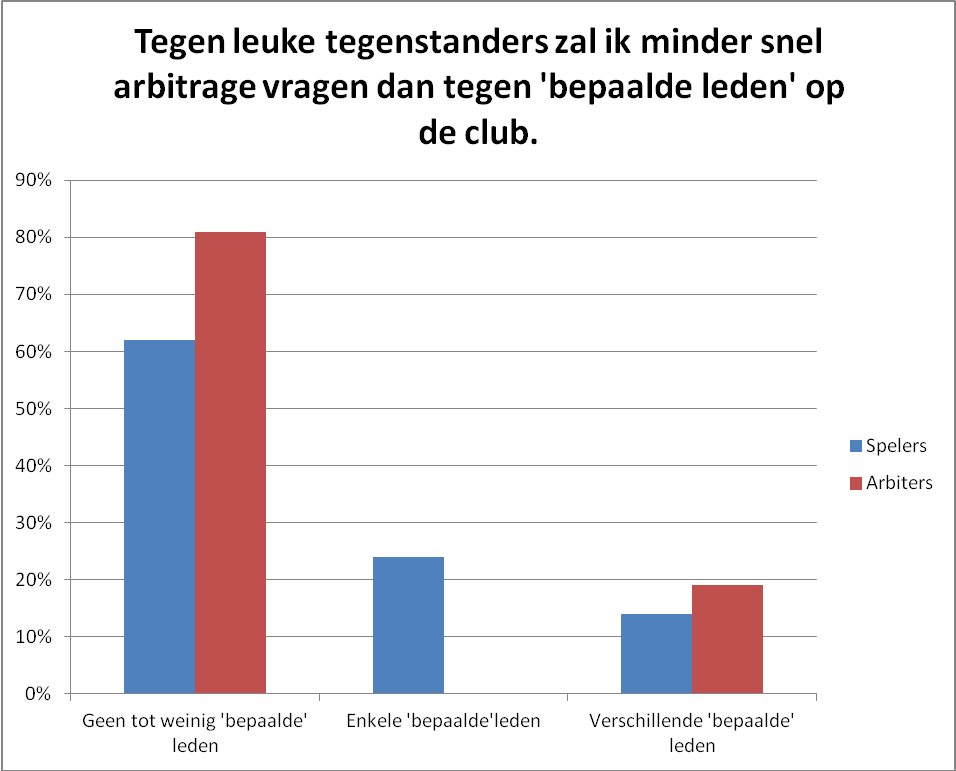 Tegen leuke tegenstanders zal ik minder snel
arbitrage vragen dan tegen 'bepaalde leden' op
de club.
90%
80%
70%
60%
50%
40%
30%
20%
10%
0%
Geen tot weinig 'bepaalde'
leden
Enkele 'bepaalde'leden
Verschillende 'bepaalde'
leden
Spelers
Arbiters